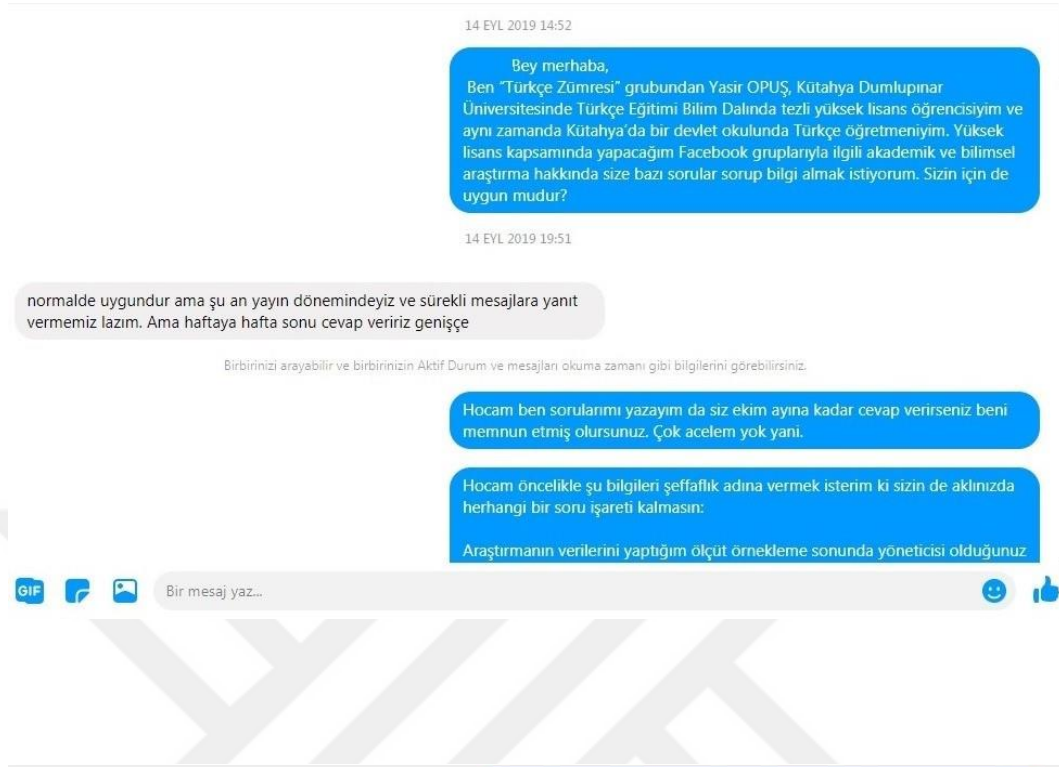 14 EYL 2019 14:52
Bey merhaba,
Ben "Türkçe Zümresi" grubundan Yasir OPUŞ, Kütahya Dumlupınar
Üniversitesinde Türkçe Eğitimi Bilim Dalında tezli yüksek lisans öğrencisiyim ve
aynı zamanda Kütahya'da bir devlet okulunda Türkçe öğretmeniyim. Yüksek
lisans kapsamında yapacağım Facebook gruplarıyla ilgili akademik ve bilimsel
araştırma hakkında size bazı sorular sorup bilgi almak istiyorum. Sizin için de
uygun mudur?
14 EYL 2019 19:51
normalde uygundur ama şu an yayın dönemindeyiz ve sürekli mesajlara yanıt
vermemiz lazım. Ama haftaya hafta sonu cevap veririz genişçe
Birbirinizi arayabilir ve birbirinizin Aktif Durum ve mesajları okuma zamanı gibi bilgilerini görebilirsiniz.
Hocam ben sorularımı yazayım da siz ekim ayına kadar cevap verirseniz beni
memnun etmiş olursunuz. Çok acelem yok yani.
Hocam öncelikle şu bilgileri şeffaflık adına vermek isterim ki sizin de aklınızda
herhangi bir soru işareti kalmasın:
Araştırmanın verilerini yaptığım ölçüt örnekleme sonunda yöneticisi olduğunuz
GIF
Bir mesaj yaz...